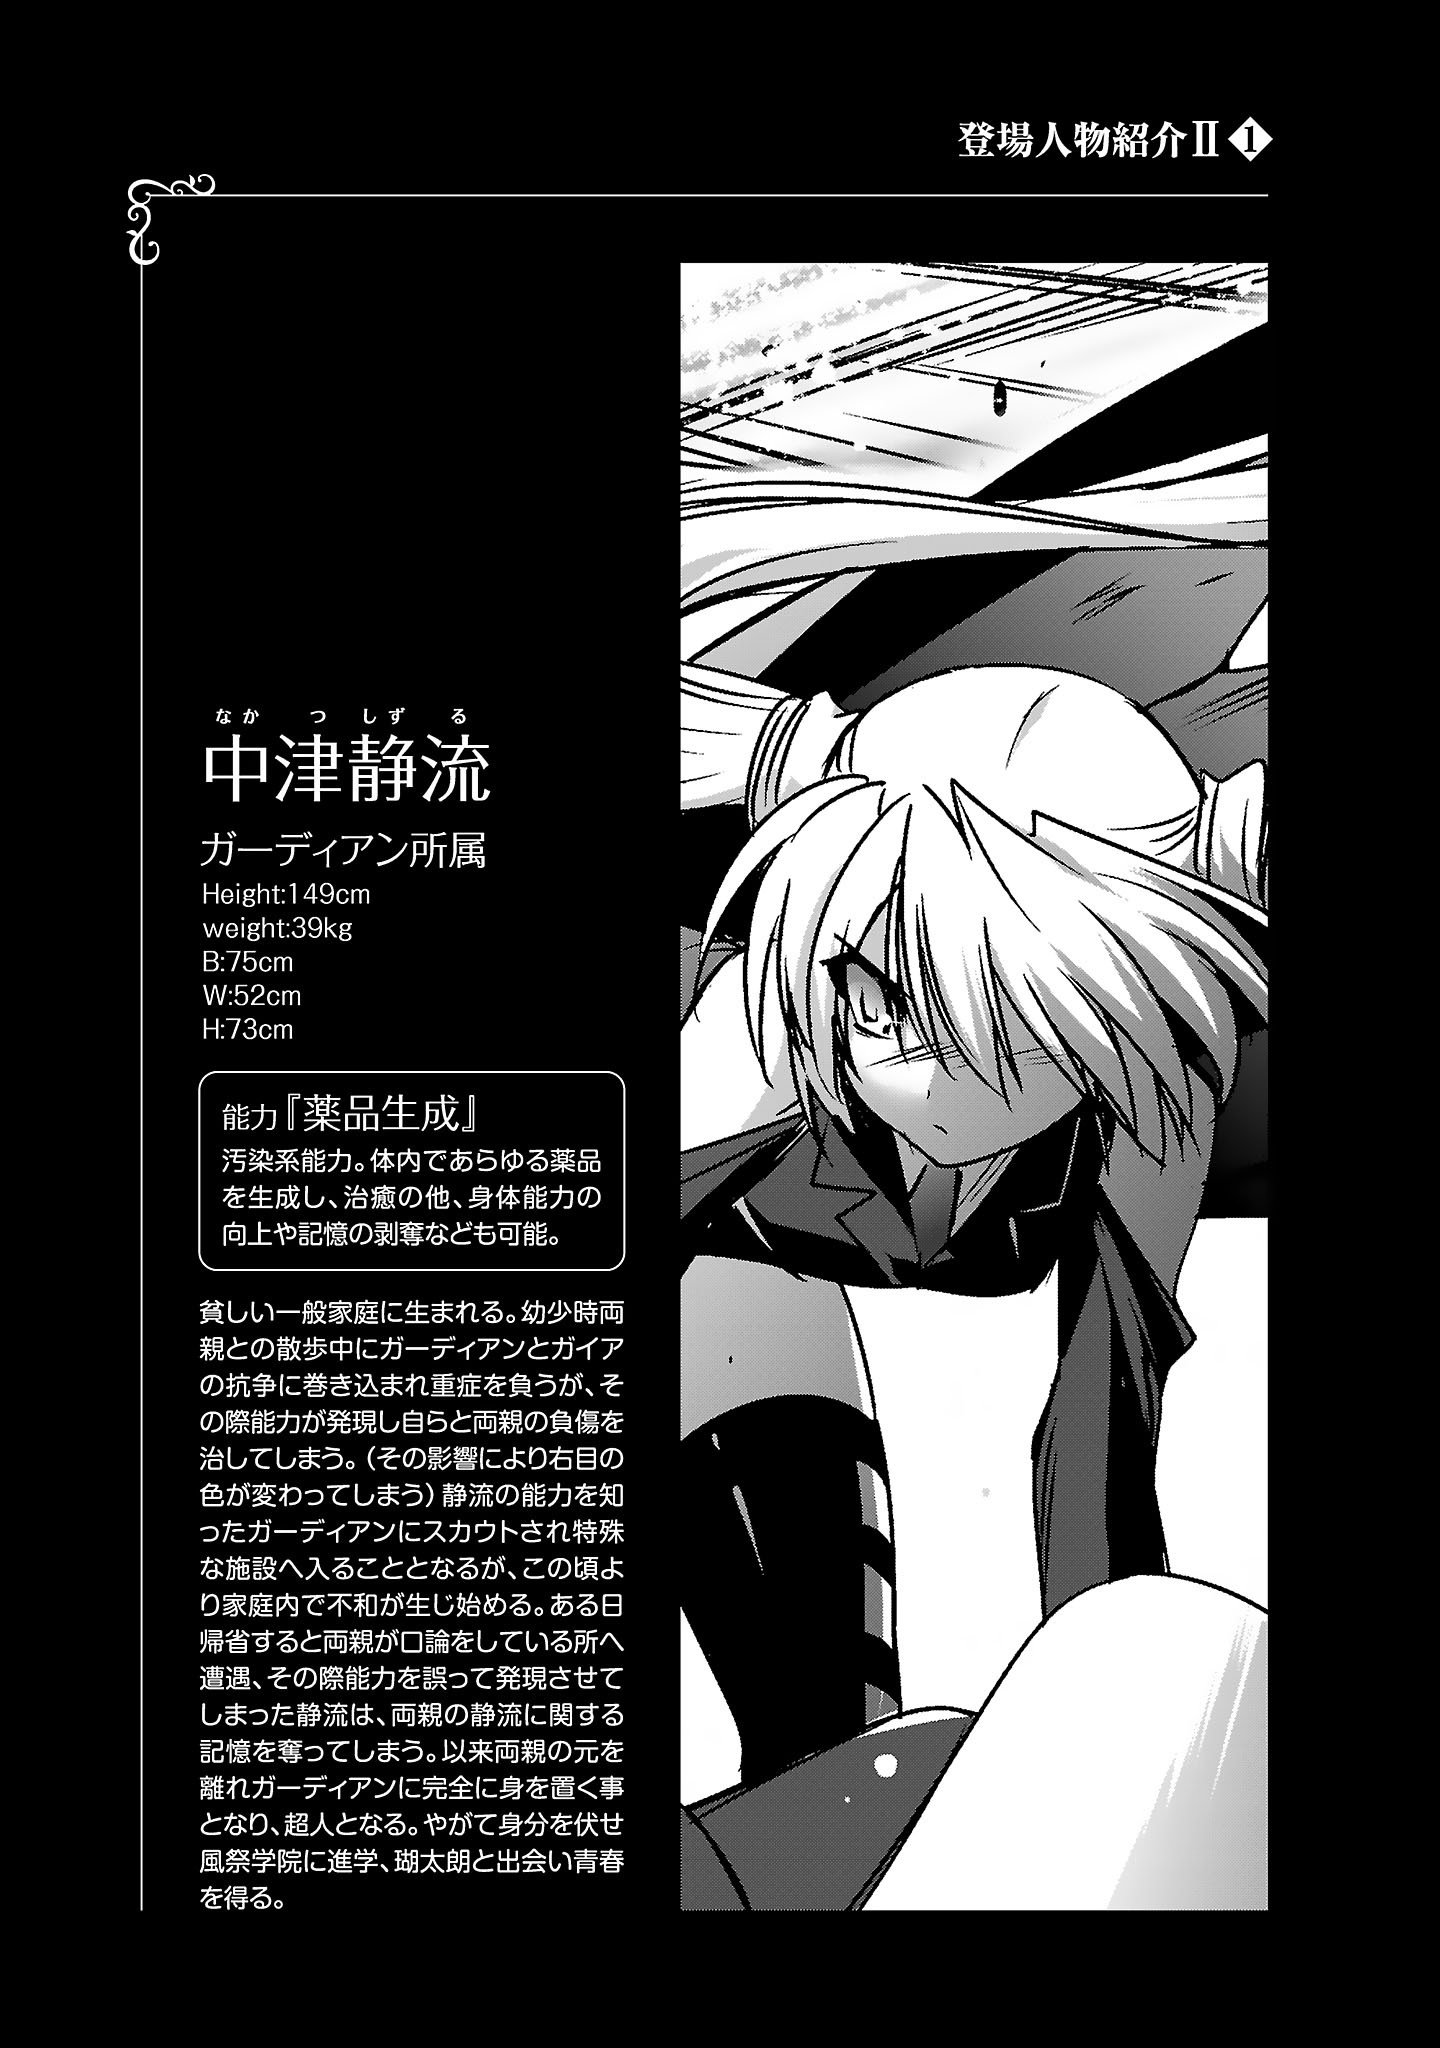 登場人物紹介Ⅱ 1
なかつしずる
中津静流
ガーディアン所属
Height:149cm
weight:39kg
B:75cm
W:52cm
H:73cm
能力『薬品生成』
汚染系能力。体内であらゆる薬品
を生成し、治癒の他、身体能力の
向上や記憶の剥奪なども可能。
貧しい一般家庭に生まれる。幼少時両
親との散歩中にガーディアンとガイア
の抗争に巻き込まれ重症を負うが、そ
の際能力が発現し自らと両親の負傷を
治してしまう。（その影響により右目の
色が変わってしまう）静流の能力を知
ったガーディアンにスカウトされ特殊
な施設へ入ることとなるが、この頃よ
り家庭内で不和が生じ始める。ある日
帰省すると両親が口論をしている所へ
遭遇、その際能力を誤って発現させて
しまった静流は、両親の静流に関する
記憶を奪ってしまう。以来両親の元を
離れガーディアンに完全に身を置く事
となり、超人となる。やがて身分を伏せ
風祭学院に進学、瑚太朗と出会い青春
を得る。